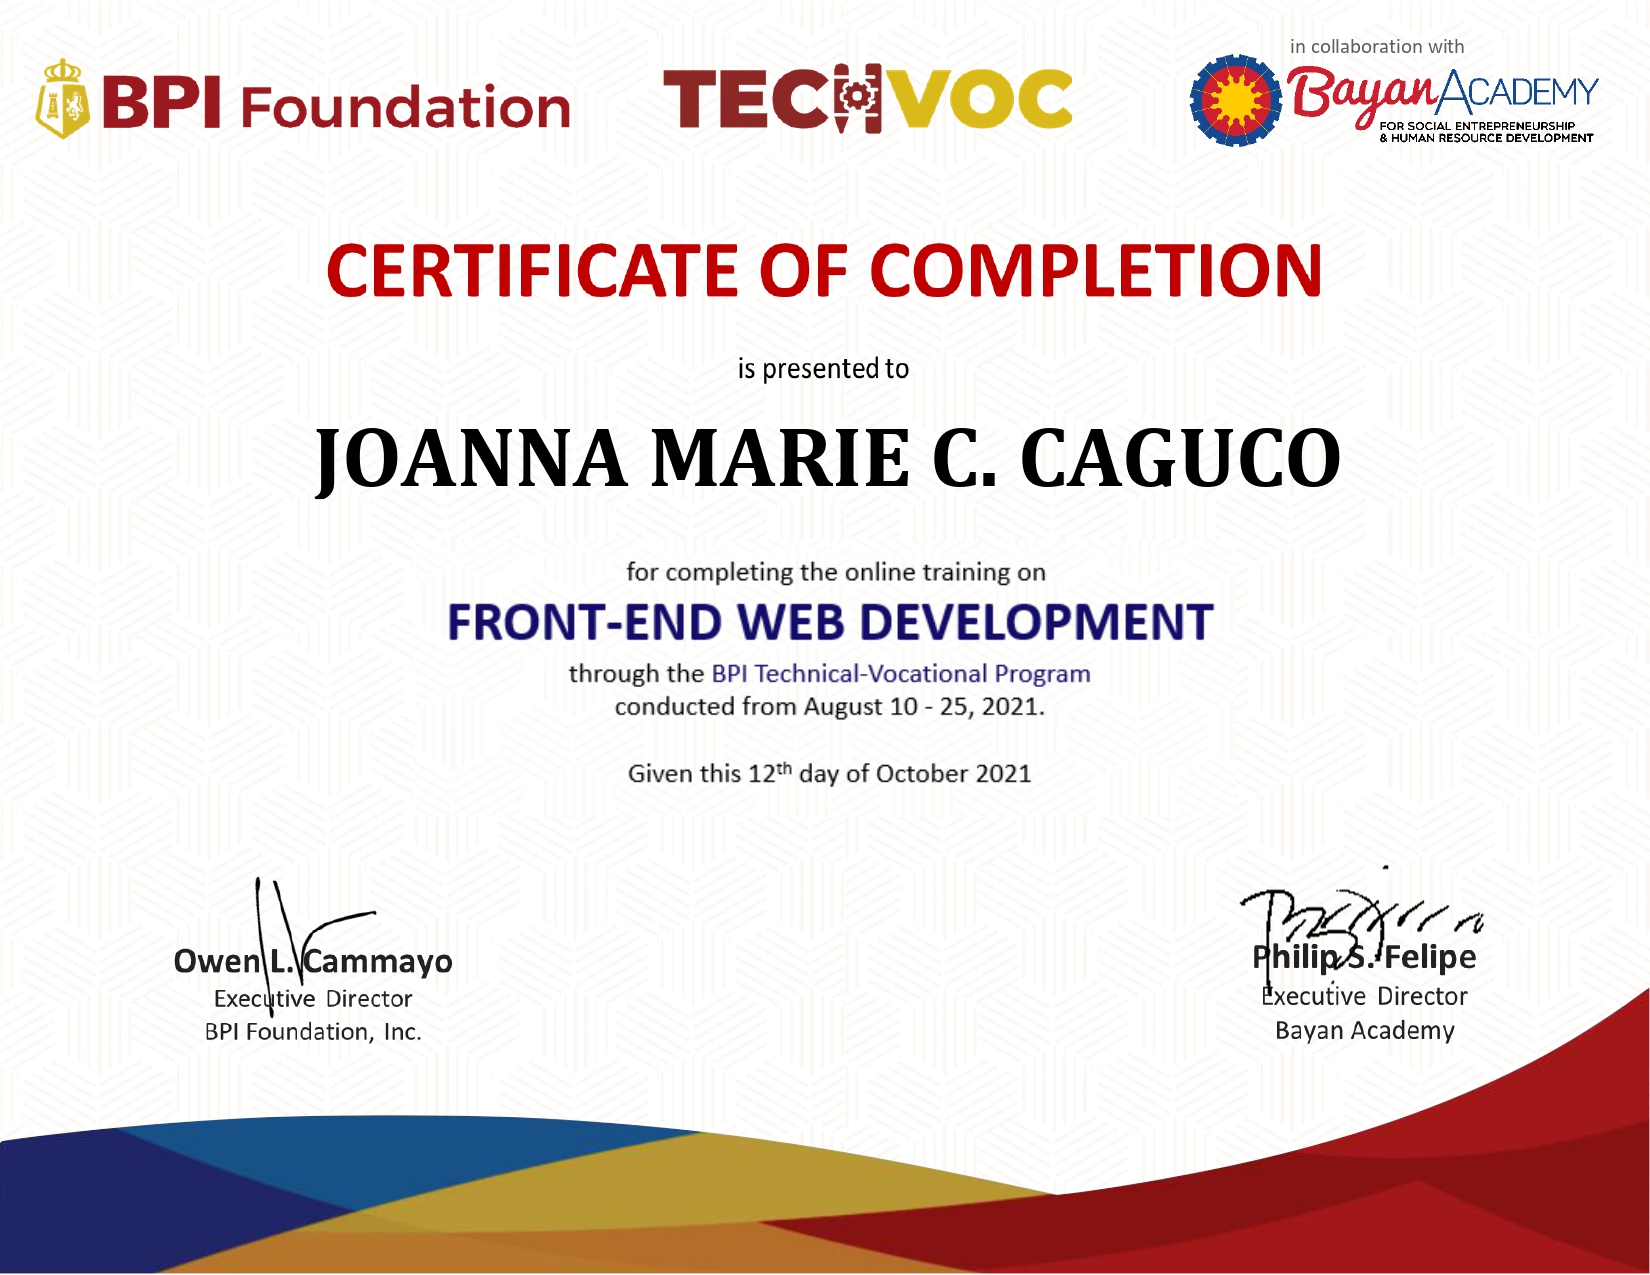 BPI Foundation
TECHVOC
in collaboration with
Bayan ACADEMY
FOR SOCIAL ENTREPRENEURSHIP
& HUMAN RESOURCE DEVELOPMENT
CERTIFICATE OF COMPLETION
is presented to
JOANNA MARIE C. CAGUCO
for completing the online training on
FRONT-END WEB DEVELOPMENT
through the BPI Technical-Vocational Program
conducted from August 10 - 25, 2021.
Given this 12th day of October 2021
Owen L. Cammayo
Executive Director
BPI Foundation, Inc.
Philip S. Felipe
Executive Director
Bayan Academy